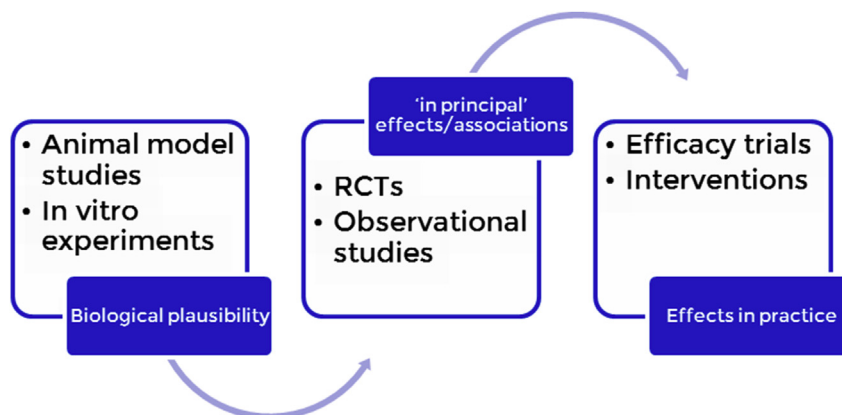 • Animal model
studies
• In vitro
experiments
Biological plausibility
'in principal'
effects/associations
• RCTs
• Observational
studies
• Efficacy trials
• Interventions
Effects in practice